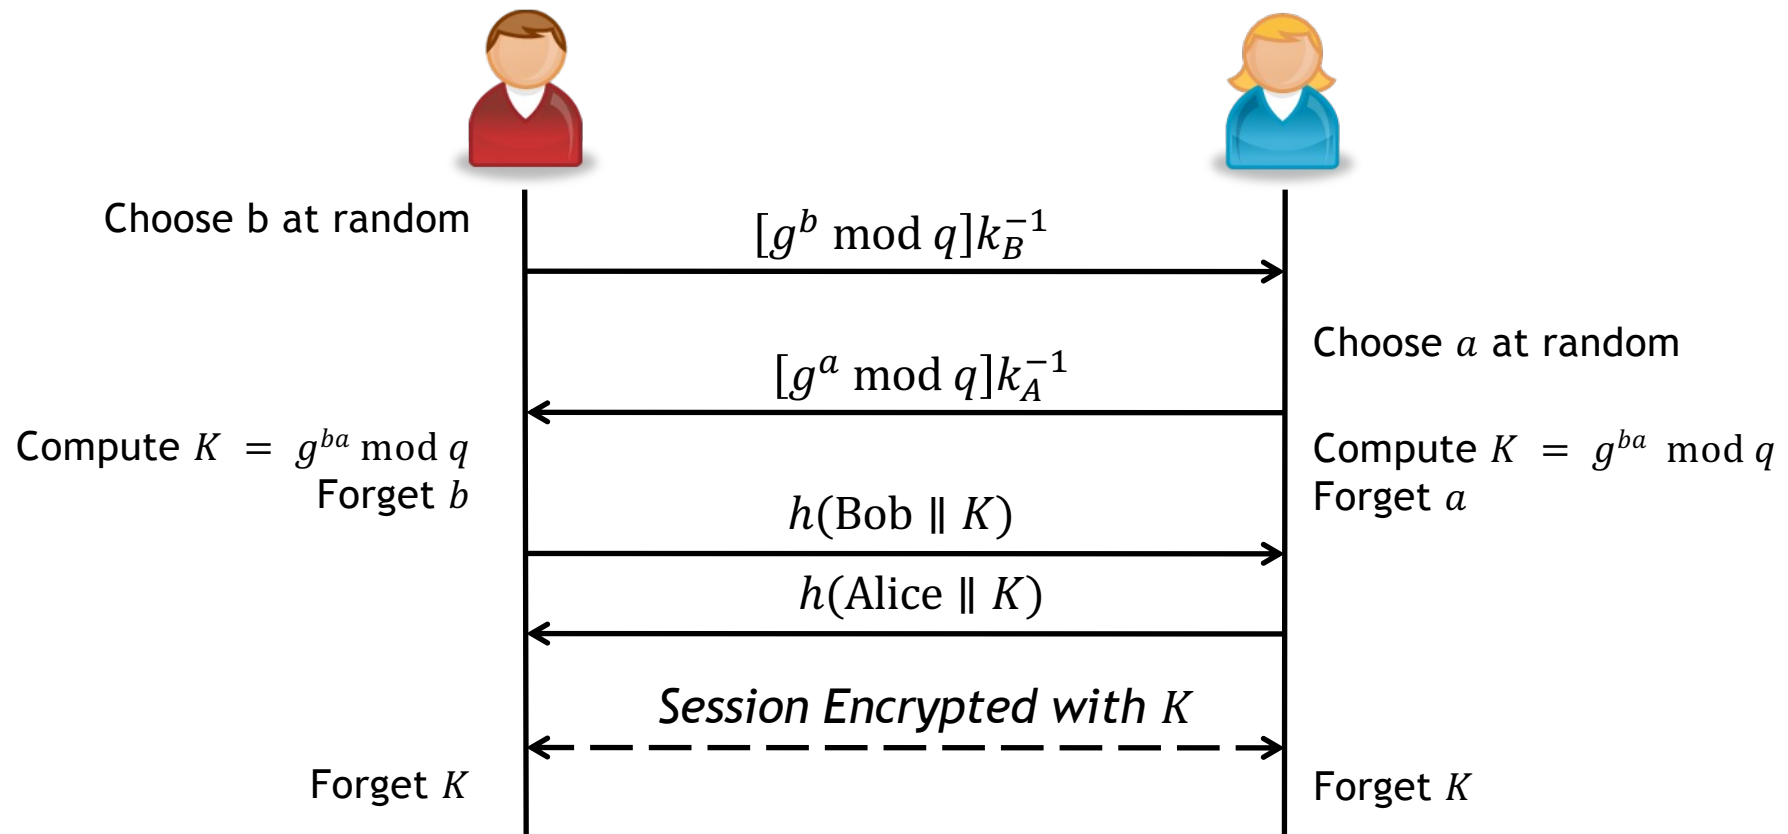 Choose b at random
[g^b mod q]k_B^{-1}
Choose a at random
[g^a mod q]k_A^{-1}
Compute K = g^{ba} mod q
Forget b
Compute K = g^{ba} mod q
Forget a
h(Bob ∥ K)
h(Alice ∥ K)
Session Encrypted with K
Forget K
Forget K